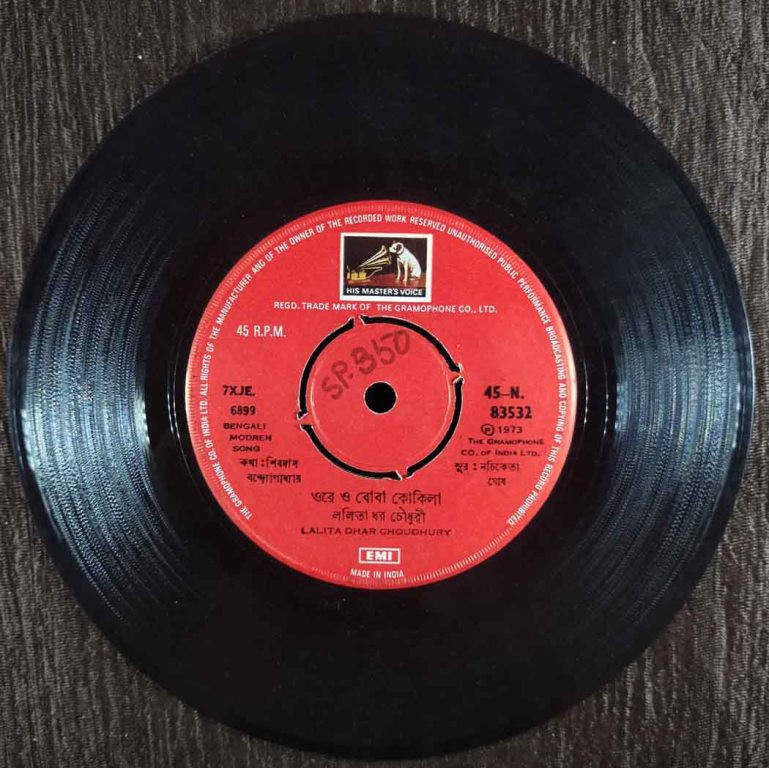 THE GRAMOPHONE CO. OF INDIA LTD. ALL RIGHTS OF THE MANUFACTURER AND OF THE OWNER OF THE RECORDED WORK RESERVED UNAUTHORISED PUBLIC PERFORMANCE BROADCASTING AND COPYING OF THIS RECORD PROHIBITED.
HIS MASTER'S VOICE
REGD. TRADE MARK OF THE GRAMOPHONE CO., LTD.
45 R.P.M.
SP. 350
7XJE.
6899
BENGALI
MODREN
SONG
কথা : শিবদাস
বন্দ্যোপাধ্যায়
45–N.
83532
Ⓟ 1973
THE GRAMOPHONE
CO, OF INDIA LTD.
সুর : নচিকেতা
ঘোষ
ওরে ও বোবা কোকিলা
ললিতা ধর চৌধুরী
LALITA DHAR CHOUDHURY
EMI
MADE IN INDIA